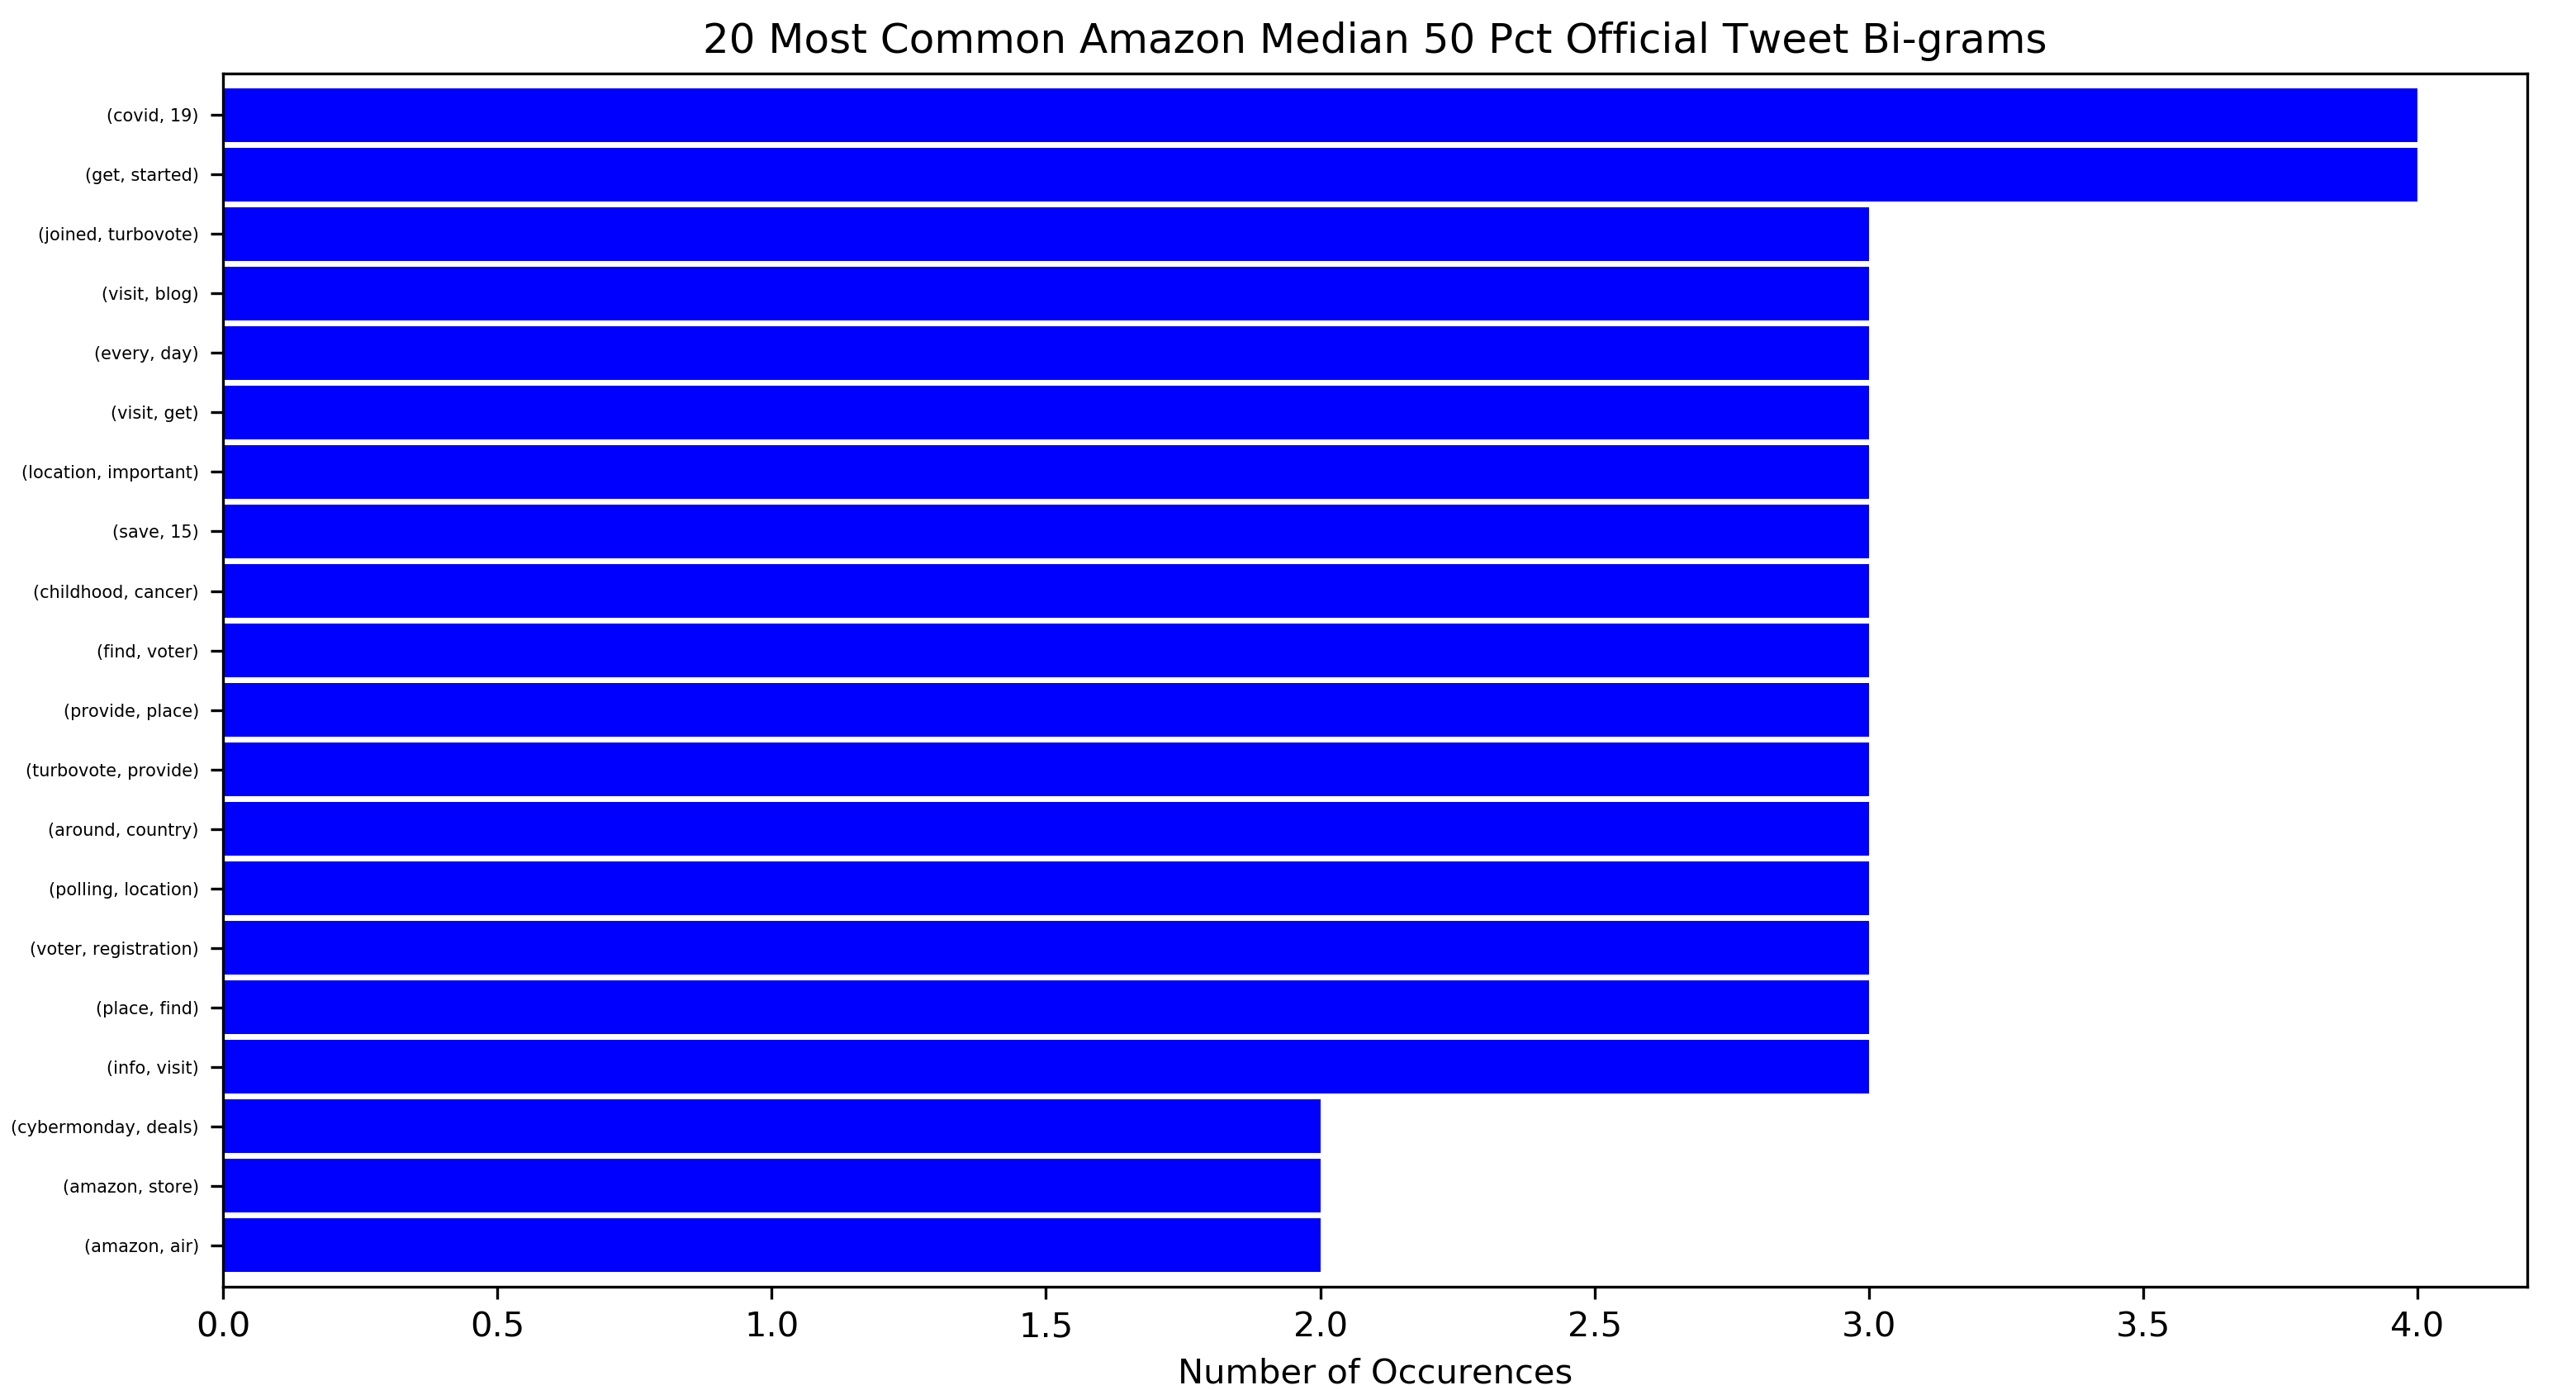 20 Most Common Amazon Median 50 Pct Official Tweet Bi-grams
(covid, 19)
(get, started)
(joined, turbovote)
(visit, blog)
(every, day)
(visit, get)
(location, important)
(save, 15)
(childhood, cancer)
(find, voter)
(provide, place)
(turbovote, provide)
(around, country)
(polling, location)
(voter, registration)
(place, find)
(info, visit)
(cybermonday, deals)
(amazon, store)
(amazon, air)
0.0 0.5 1.0 1.5 2.0 2.5 3.0 3.5 4.0
Number of Occurences